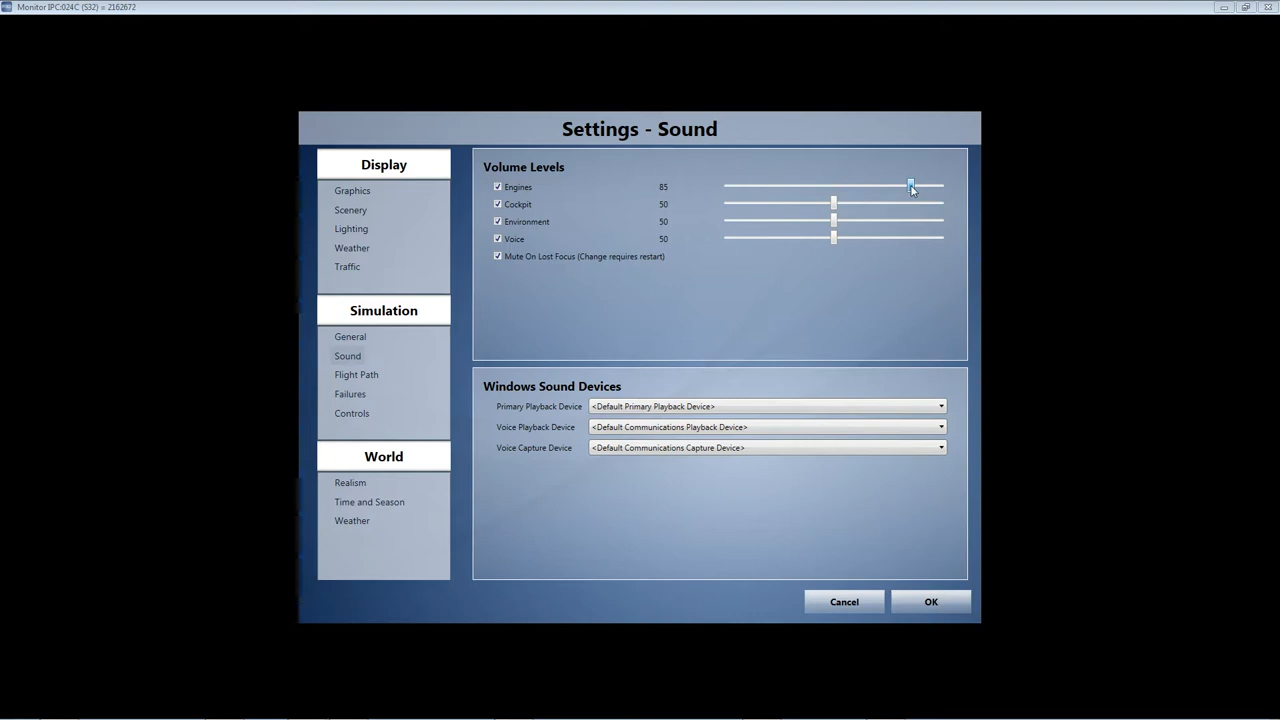 Monitor IPC:024C (S32) = 2162672
Settings - Sound
Display
Graphics
Scenery
Lighting
Weather
Traffic
Simulation
General
Sound
Flight Path
Failures
Controls
World
Realism
Time and Season
Weather
Volume Levels
Engines 85
Cockpit 50
Environment 50
Voice 50
Mute On Lost Focus (Change requires restart)
Windows Sound Devices
Primary Playback Device <Default Primary Playback Device>
Voice Playback Device <Default Communications Playback Device>
Voice Capture Device <Default Communications Capture Device>
Cancel OK